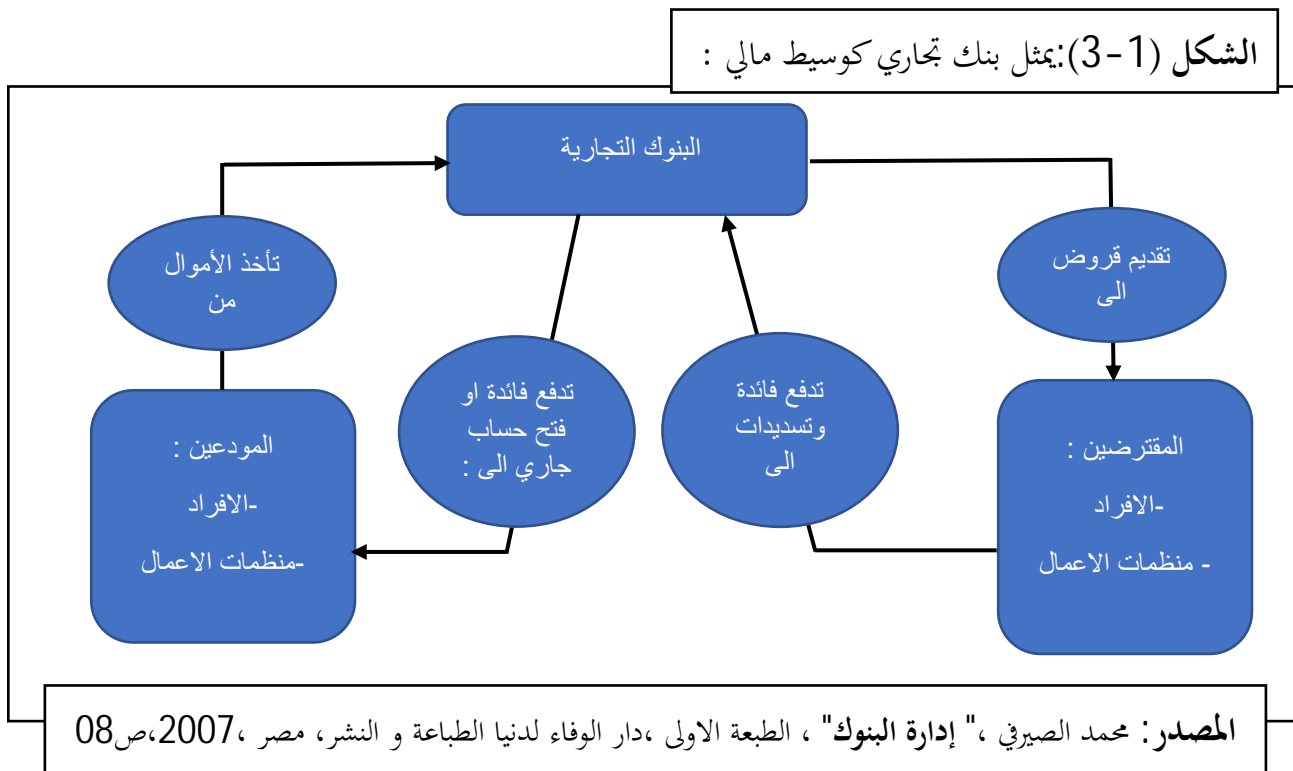 الشكل (1-3):يمثل بنك تجاري كوسيط مالي :
البنوك التجارية
تقديم قروض
الى
تأخذ الأموال
من
تدفع فائدة
وتسديدات
الى
تدفع فائدة او
فتح حساب
جاري الى :
المقترضين :
-الافراد
- منظمات الاعمال
المودعين :
-الافراد
-منظمات الاعمال
المصدر: محمد الصيرفي ،" إدارة البنوك" ، الطبعة الاولى ،دار الوفاء لدنيا الطباعة و النشر، مصر ،2007،ص08